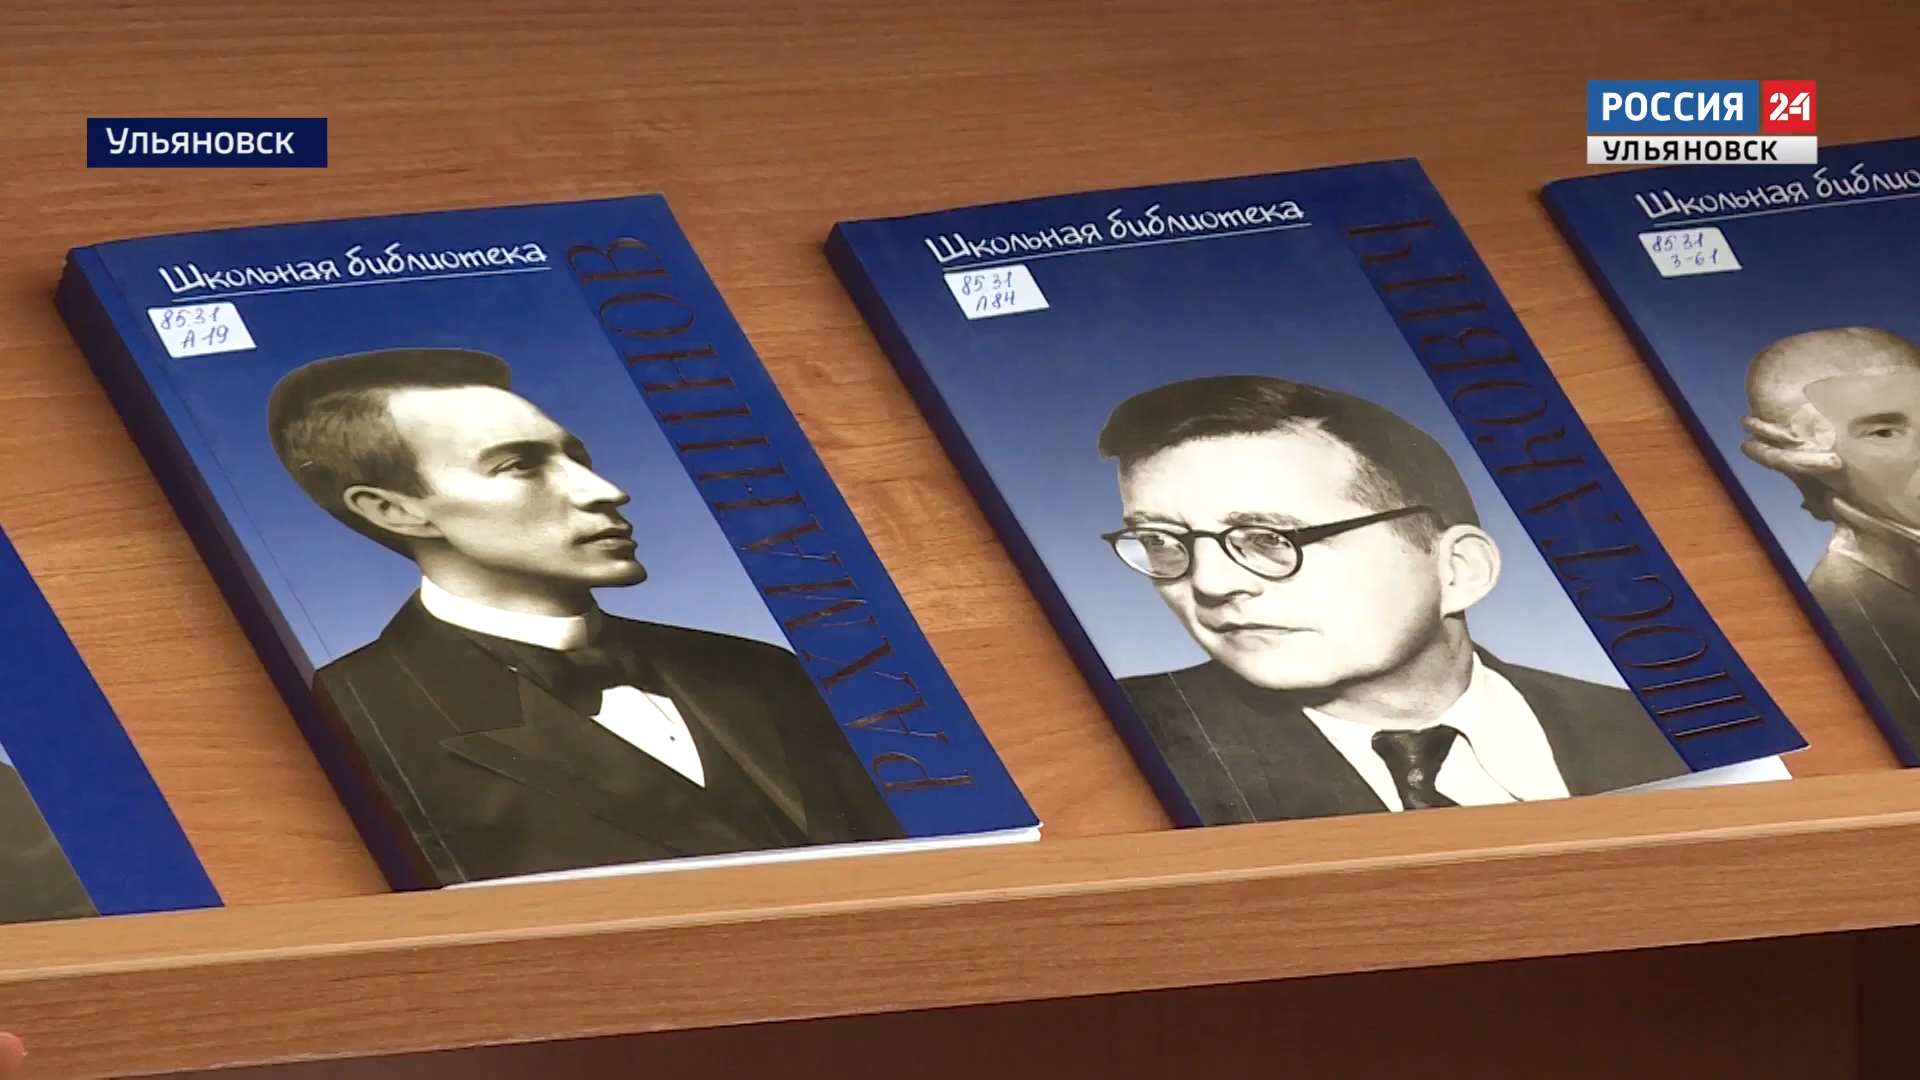 Ульяновск
РОССИЯ 24
УЛЬЯНОВСК
Школьная библиотека
85.31
А 19
РАХМАНИНОВ
Школьная библиотека
85.31
Л 84
ШОСТАКОВИЧ
Школьная библио
85.31
З-61